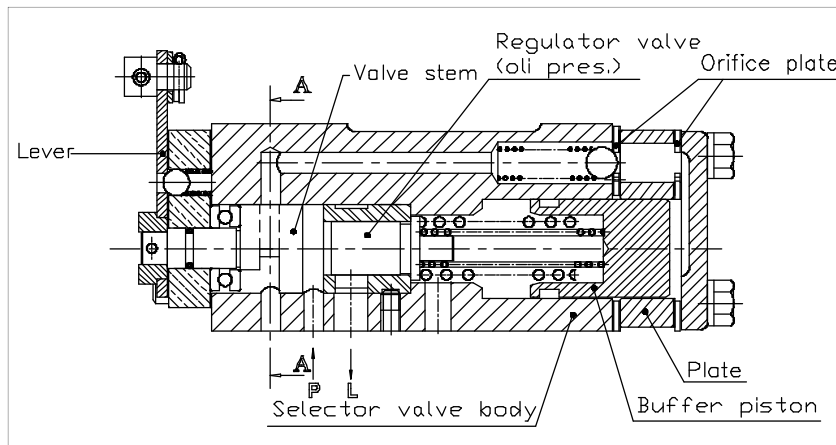 Regulator valve
(oli pres.)
Valve stem
Orifice plate
A
Lever
A
P
L
Plate
Selector valve body
Buffer piston